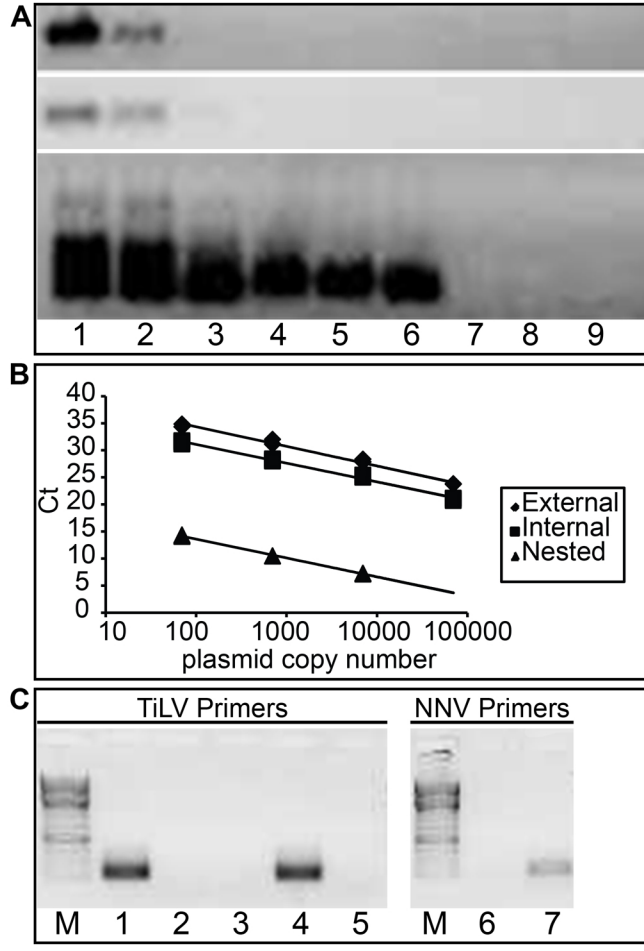 A
1 2 3 4 5 6 7 8 9
B
40
35
30
25
20
15
10
5
0
Ct
10 100 1000 10000 100000
plasmid copy number
External
Internal
Nested
C
TiLV Primers NNV Primers
M 1 2 3 4 5 M 6 7